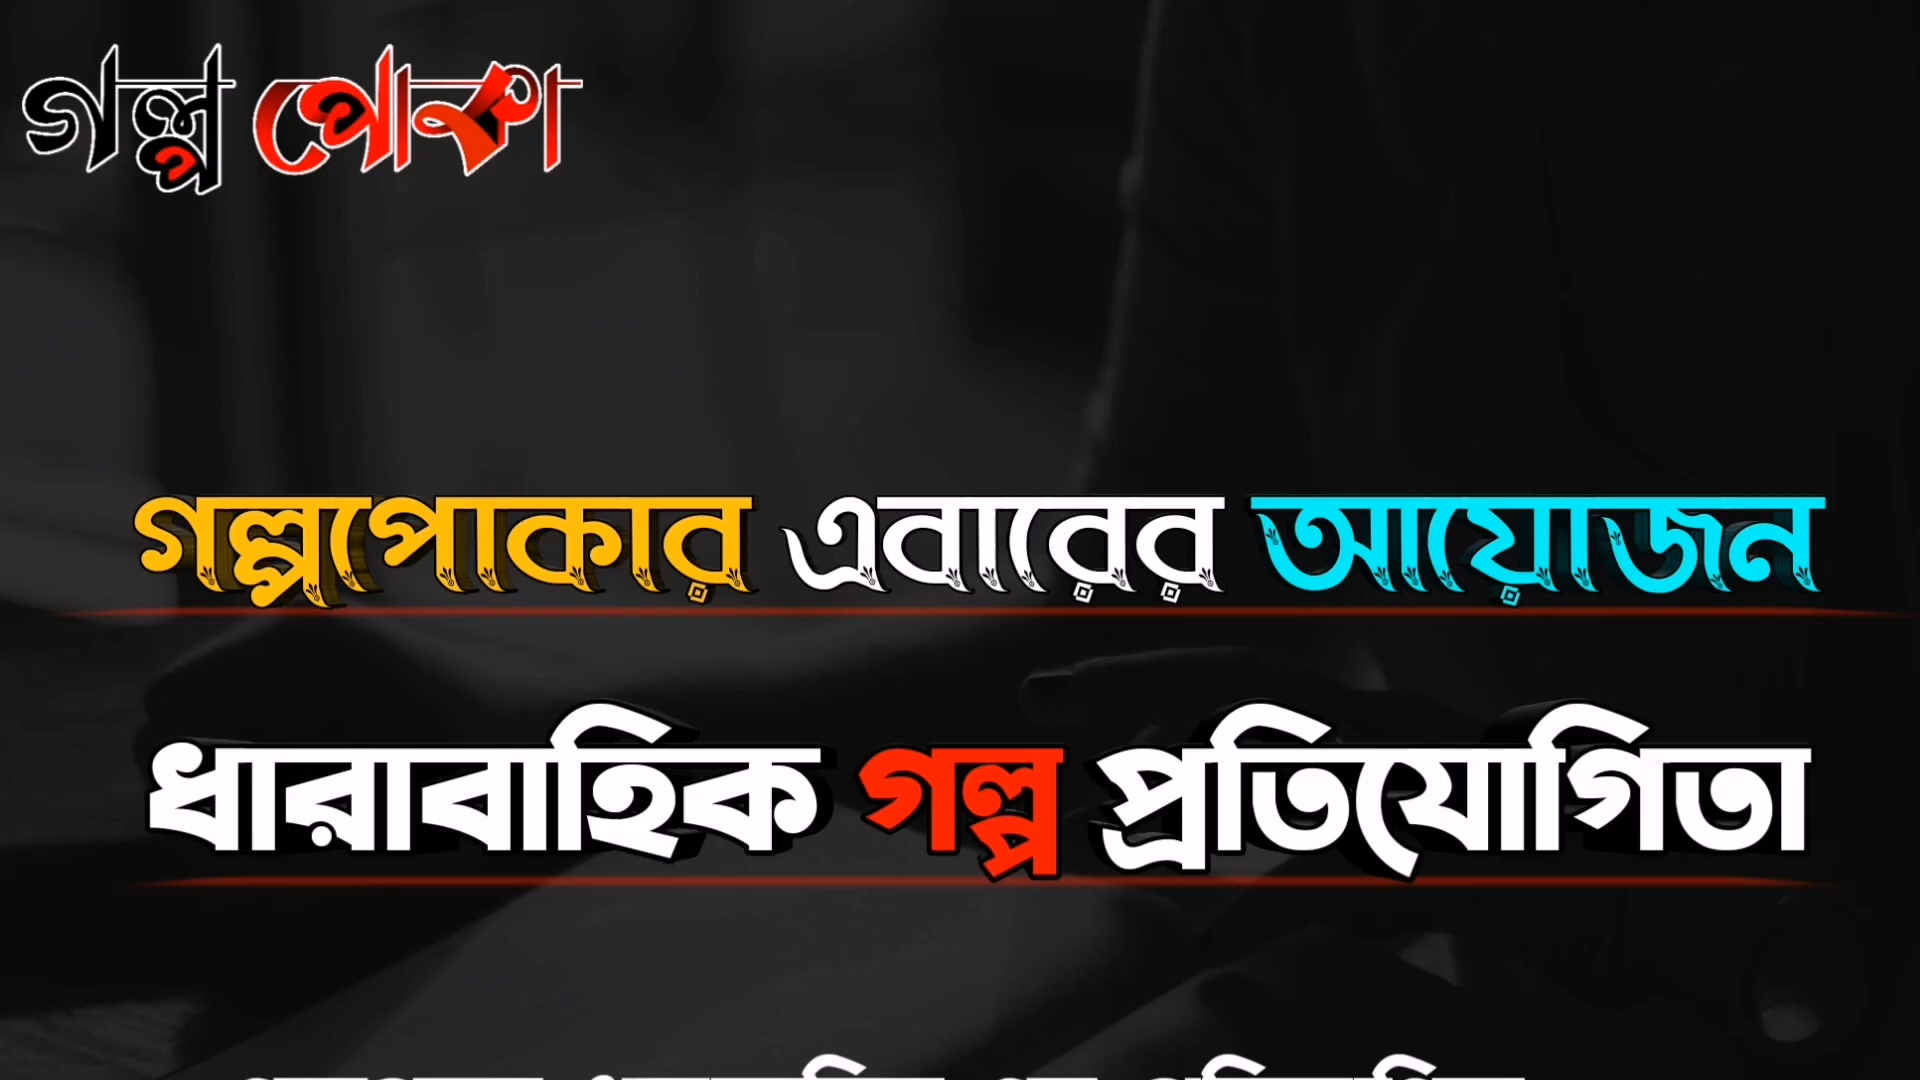 গল্প পোকা
গল্পপোকার এবারের আয়োজন
ধারাবাহিক গল্প প্রতিযোগিতা